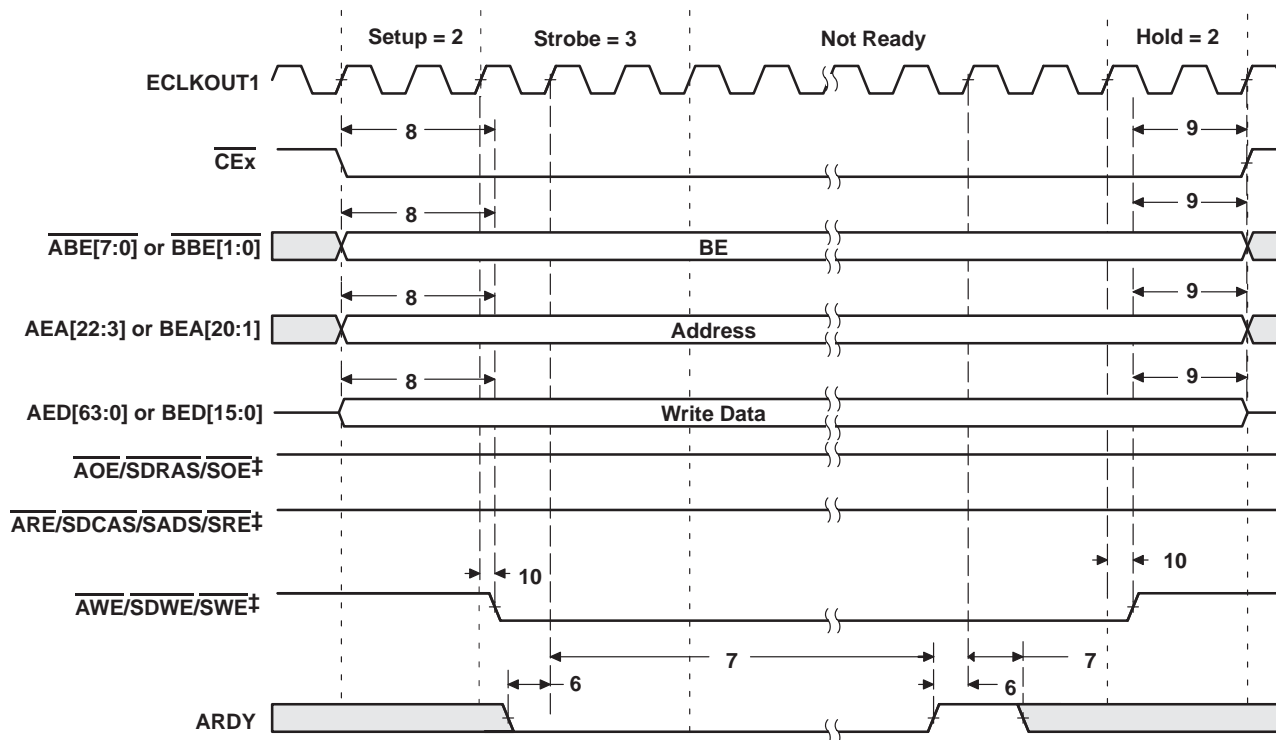 Setup = 2 Strobe = 3 Not Ready Hold = 2
ECLKOUT1
8 9
CEx
8 9
ABE[7:0] or BBE[1:0] BE
8 9
AEA[22:3] or BEA[20:1] Address
8 9
AED[63:0] or BED[15:0] Write Data
AOE/SDRAS/SOE‡
ARE/SDCAS/SADS/SRE‡
10 10
AWE/SDWE/SWE‡
7 7
6 6
ARDY